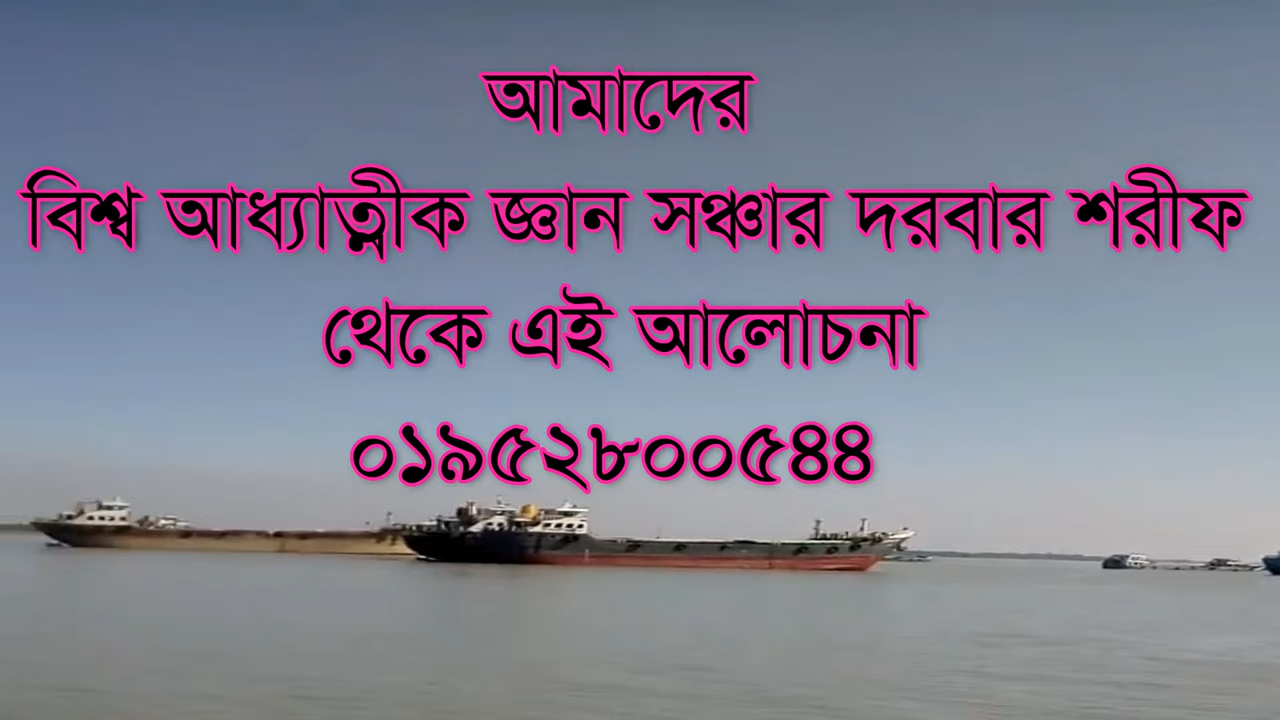 আমাদের
বিশ্ব আধ্যাত্নীক জ্ঞান সঞ্চার দরবার শরীফ
থেকে এই আলোচনা
০১৯৫২৮০০৫৪৪